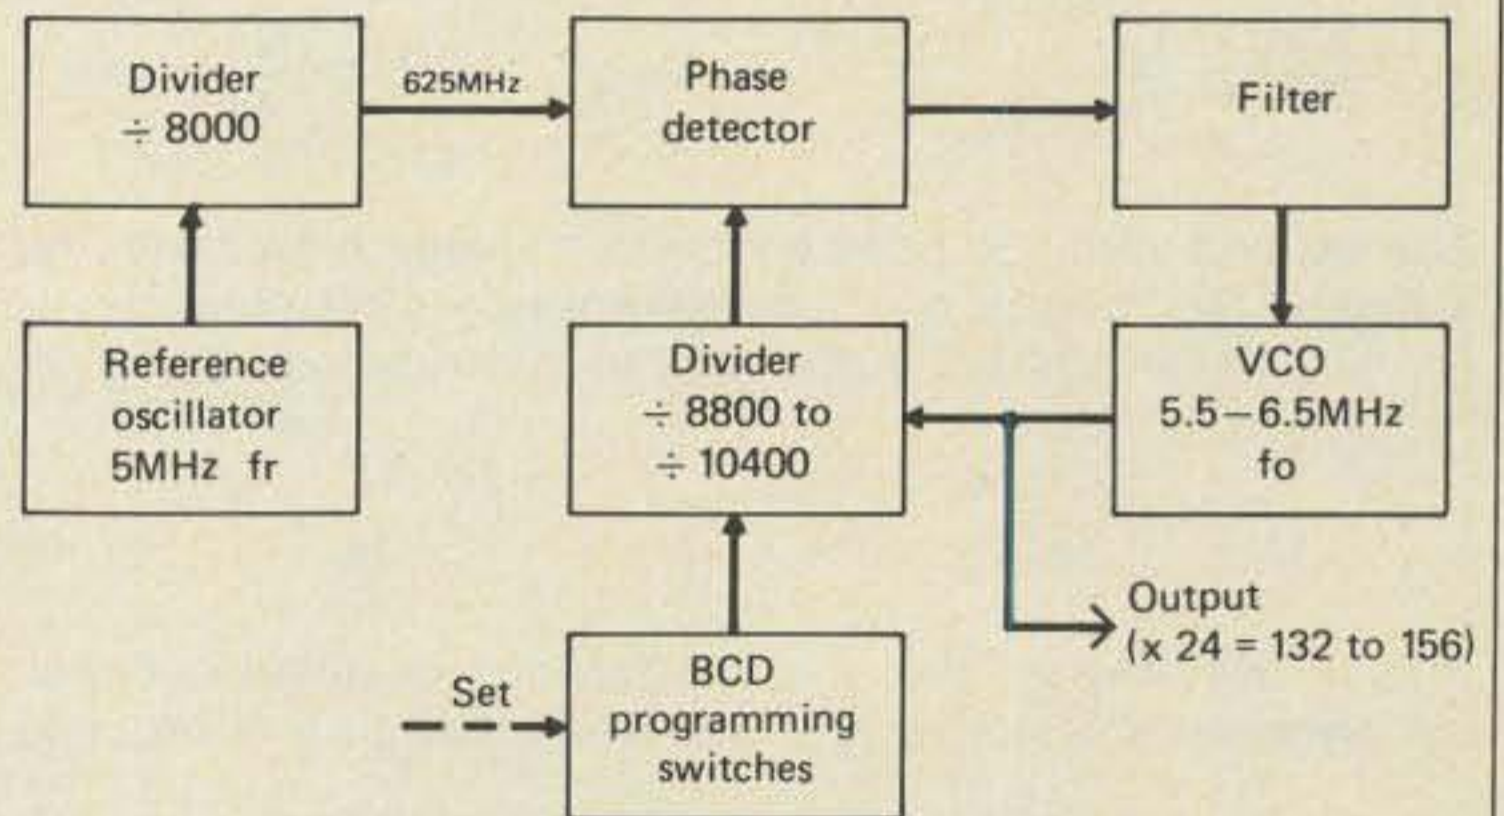 Divider
÷ 8000
625MHz
Phase
detector
Filter
Reference
oscillator
5MHz fr
Divider
÷ 8800 to
÷ 10400
VCO
5.5–6.5MHz
fo
Output
(x 24 = 132 to 156)
Set
BCD
programming
switches